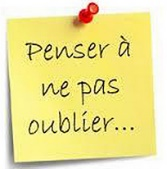 Penser à
ne pas
oublier...